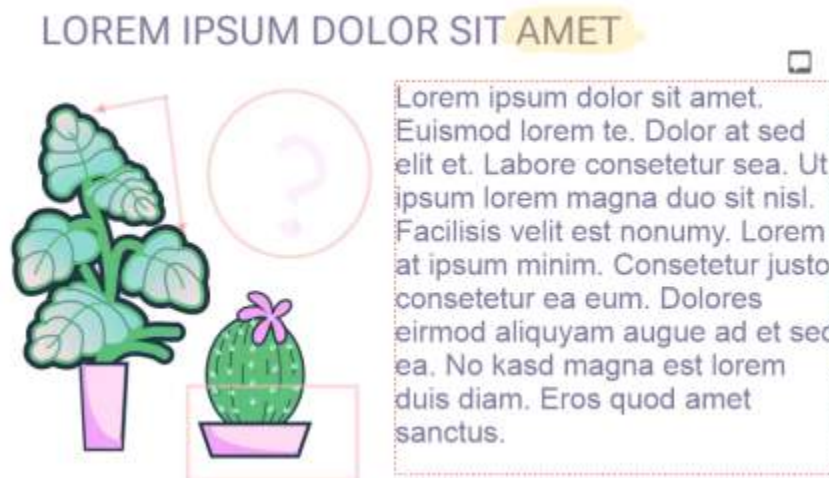 LOREM IPSUM DOLOR SIT AMET
?
Lorem ipsum dolor sit amet.
Euismod lorem te. Dolor at sed
elit et. Labore consetetur sea. Ut
ipsum lorem magna duo sit nisl.
Facilisis velit est nonumy. Lorem
at ipsum minim. Consetetur justo
consetetur ea eum. Dolores
eirmod aliquyam augue ad et sed
ea. No kasd magna est lorem
duis diam. Eros quod amet
sanctus.